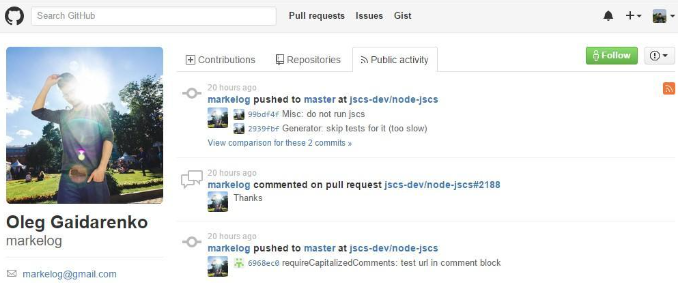 Search GitHub
Pull requests Issues Gist
Contributions Repositories Public activity
Follow
20 hours ago
markelog pushed to master at jscs-dev/node-jscs
99bdf4f Misc: do not run jscs
2939fbf Generator: skip tests for it (too slow)
View comparison for these 2 commits »
20 hours ago
markelog commented on pull request jscs-dev/node-jscs#2188
Thanks
20 hours ago
markelog pushed to master at jscs-dev/node-jscs
6968ec0 requireCapitalizedComments: test url in comment block
Oleg Gaidarenko
markelog
markelog@gmail.com